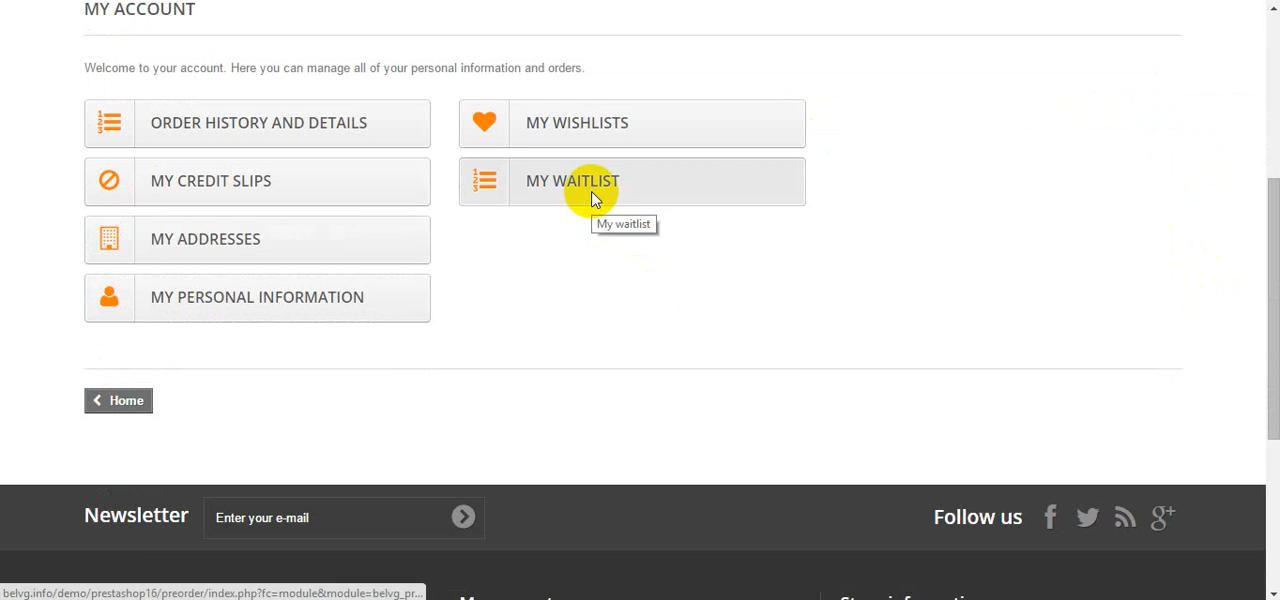 MY ACCOUNT
Welcome to your account. Here you can manage all of your personal information and orders.
ORDER HISTORY AND DETAILS
MY WISHLISTS
MY CREDIT SLIPS
MY WAITLIST
My waitlist
MY ADDRESSES
MY PERSONAL INFORMATION
Home
Newsletter
Enter your e-mail
Follow us
belvg.info/demo/prestashop16/preorder/index.php?fc=module&module=belvg_pr...